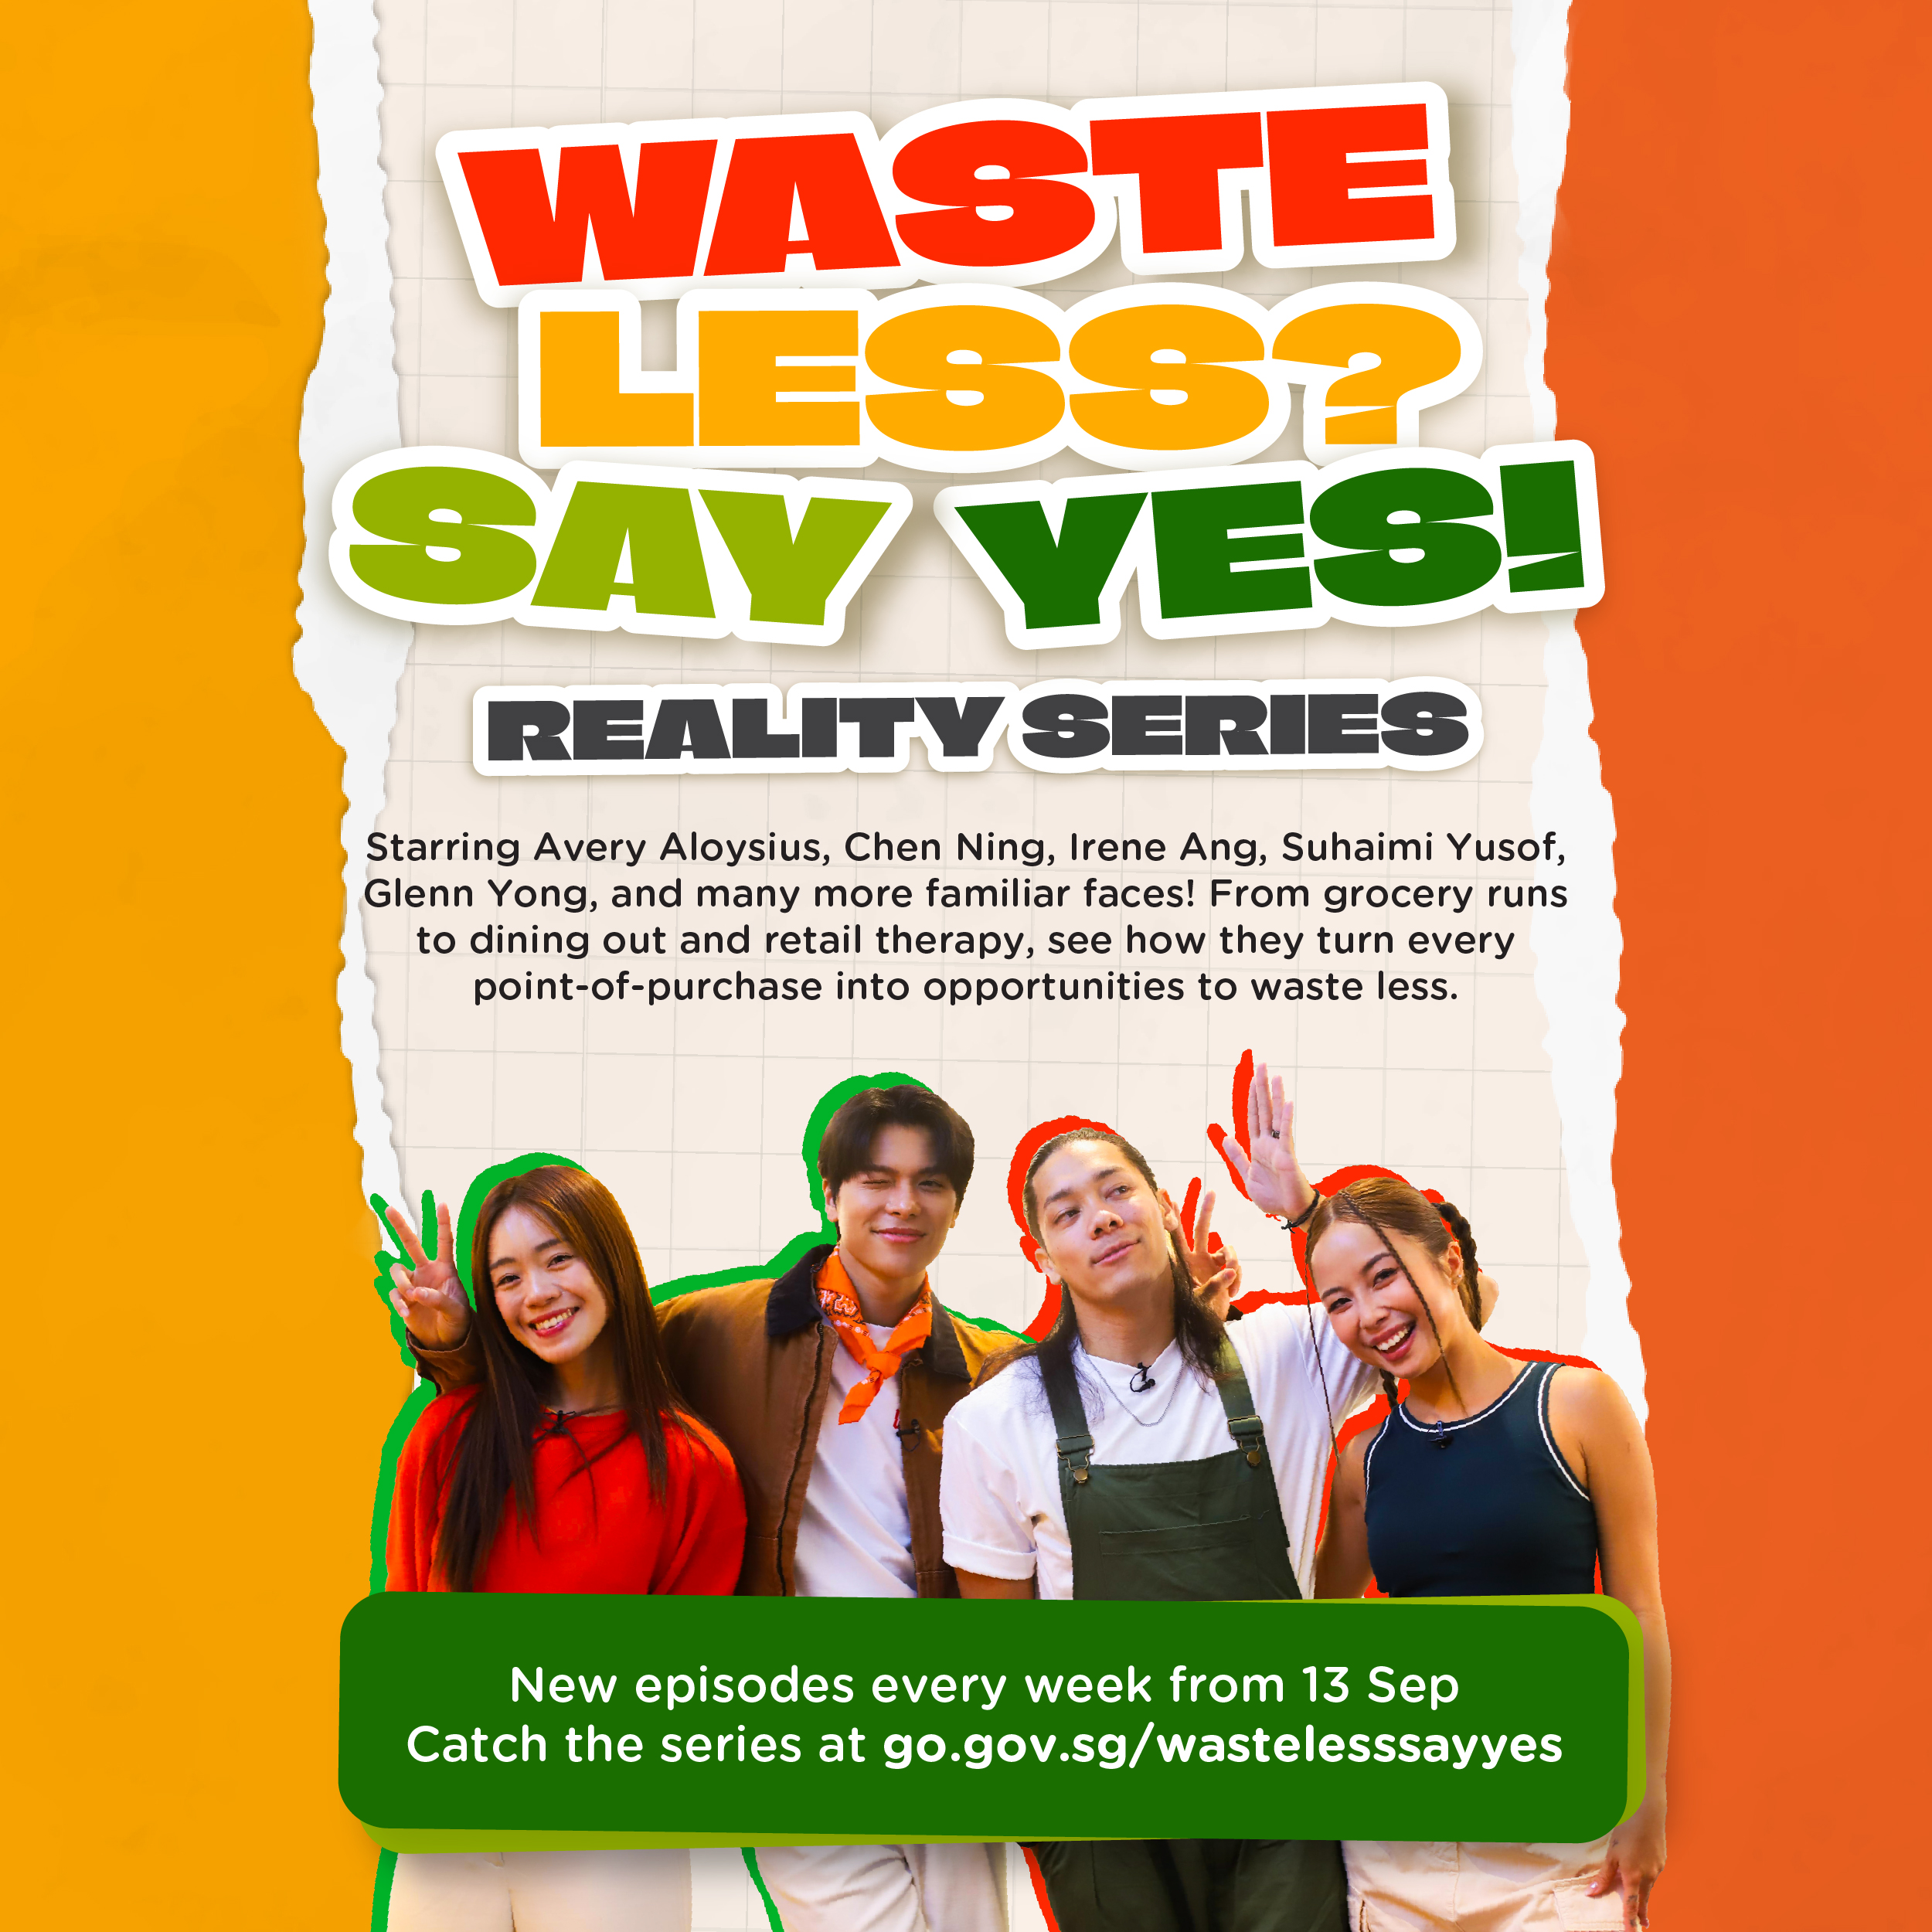 WASTE
LESS?
SAY YES!
REALITY SERIES
Starring Avery Aloysius, Chen Ning, Irene Ang, Suhaimi Yusof,
Glenn Yong, and many more familiar faces! From grocery runs
to dining out and retail therapy, see how they turn every
point-of-purchase into opportunities to waste less.
New episodes every week from 13 Sep
Catch the series at go.gov.sg/wastelesssayyes